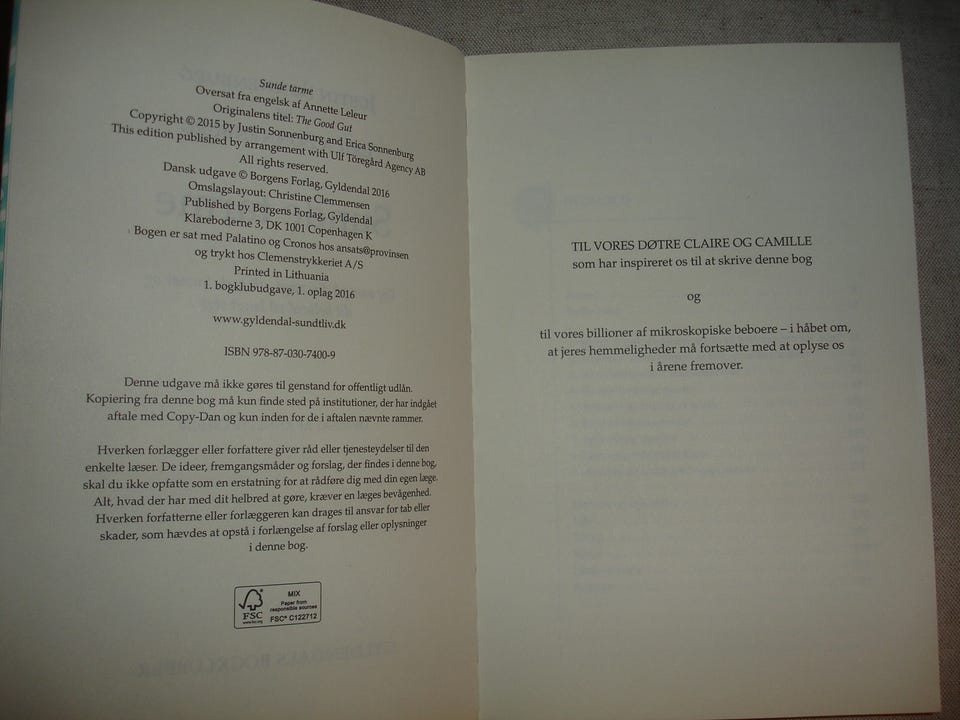 Sunde tarme
Oversat fra engelsk af Annette Leleur
Originalens titel: The Good Gut
Copyright © 2015 by Justin Sonnenburg and Erica Sonnenburg
This edition published by arrangement with Ulf Töregård Agency AB
All rights reserved.
Dansk udgave © Borgens Forlag, Gyldendal 2016
Omslagslayout: Christine Clemmensen
Published by Borgens Forlag, Gyldendal
Klareboderne 3, DK 1001 Copenhagen K
Bogen er sat med Palatino og Cronos hos ansats@provinsen
og trykt hos Clemenstrykkeriet A/S
Printed in Lithuania
1. bogklubudgave, 1. oplag 2016
www.gyldendal-sundtliv.dk
ISBN 978-87-030-7400-9
Denne udgave må ikke gøres til genstand for offentligt udlån.
Kopiering fra denne bog må kun finde sted på institutioner, der har indgået
aftale med Copy-Dan og kun inden for de i aftalen nævnte rammer.
Hverken forlægger eller forfattere giver råd eller tjenesteydelser til den
enkelte læser. De ideer, fremgangsmåder og forslag, der findes i denne bog,
skal du ikke opfatte som en erstatning for at rådføre dig med din egen læge.
Alt, hvad der har med dit helbred at gøre, kræver en læges bevågenhed.
Hverken forfatterne eller forlæggeren kan drages til ansvar for tab eller
skader, som hævdes at opstå i forlængelse af forslag eller oplysninger
i denne bog.
FSC
www.fsc.org
MIX
Paper from
responsible sources
FSC® C122712
TIL VORES DØTRE CLAIRE OG CAMILLE
som har inspireret os til at skrive denne bog
og
til vores billioner af mikroskopiske beboere – i håbet om,
at jeres hemmeligheder må fortsætte med at oplyse os
i årene fremover.